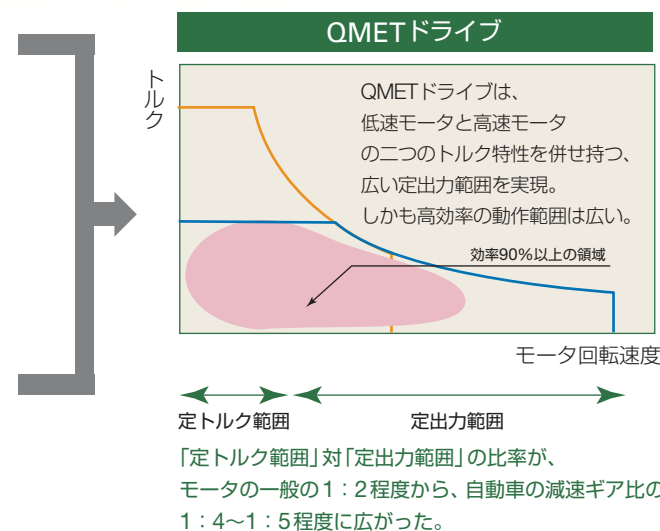 QMETドライブ
トルク
QMETドライブは、
低速モータと高速モータ
の二つのトルク特性を併せ持つ、
広い定出力範囲を実現。
しかも高効率の動作範囲は広い。
効率90%以上の領域
モータ回転速度
定トルク範囲
定出力範囲
「定トルク範囲」対「定出力範囲」の比率が、
モータの一般の1：2程度から、自動車の減速ギア比の
1：4〜1：5程度に広がった。